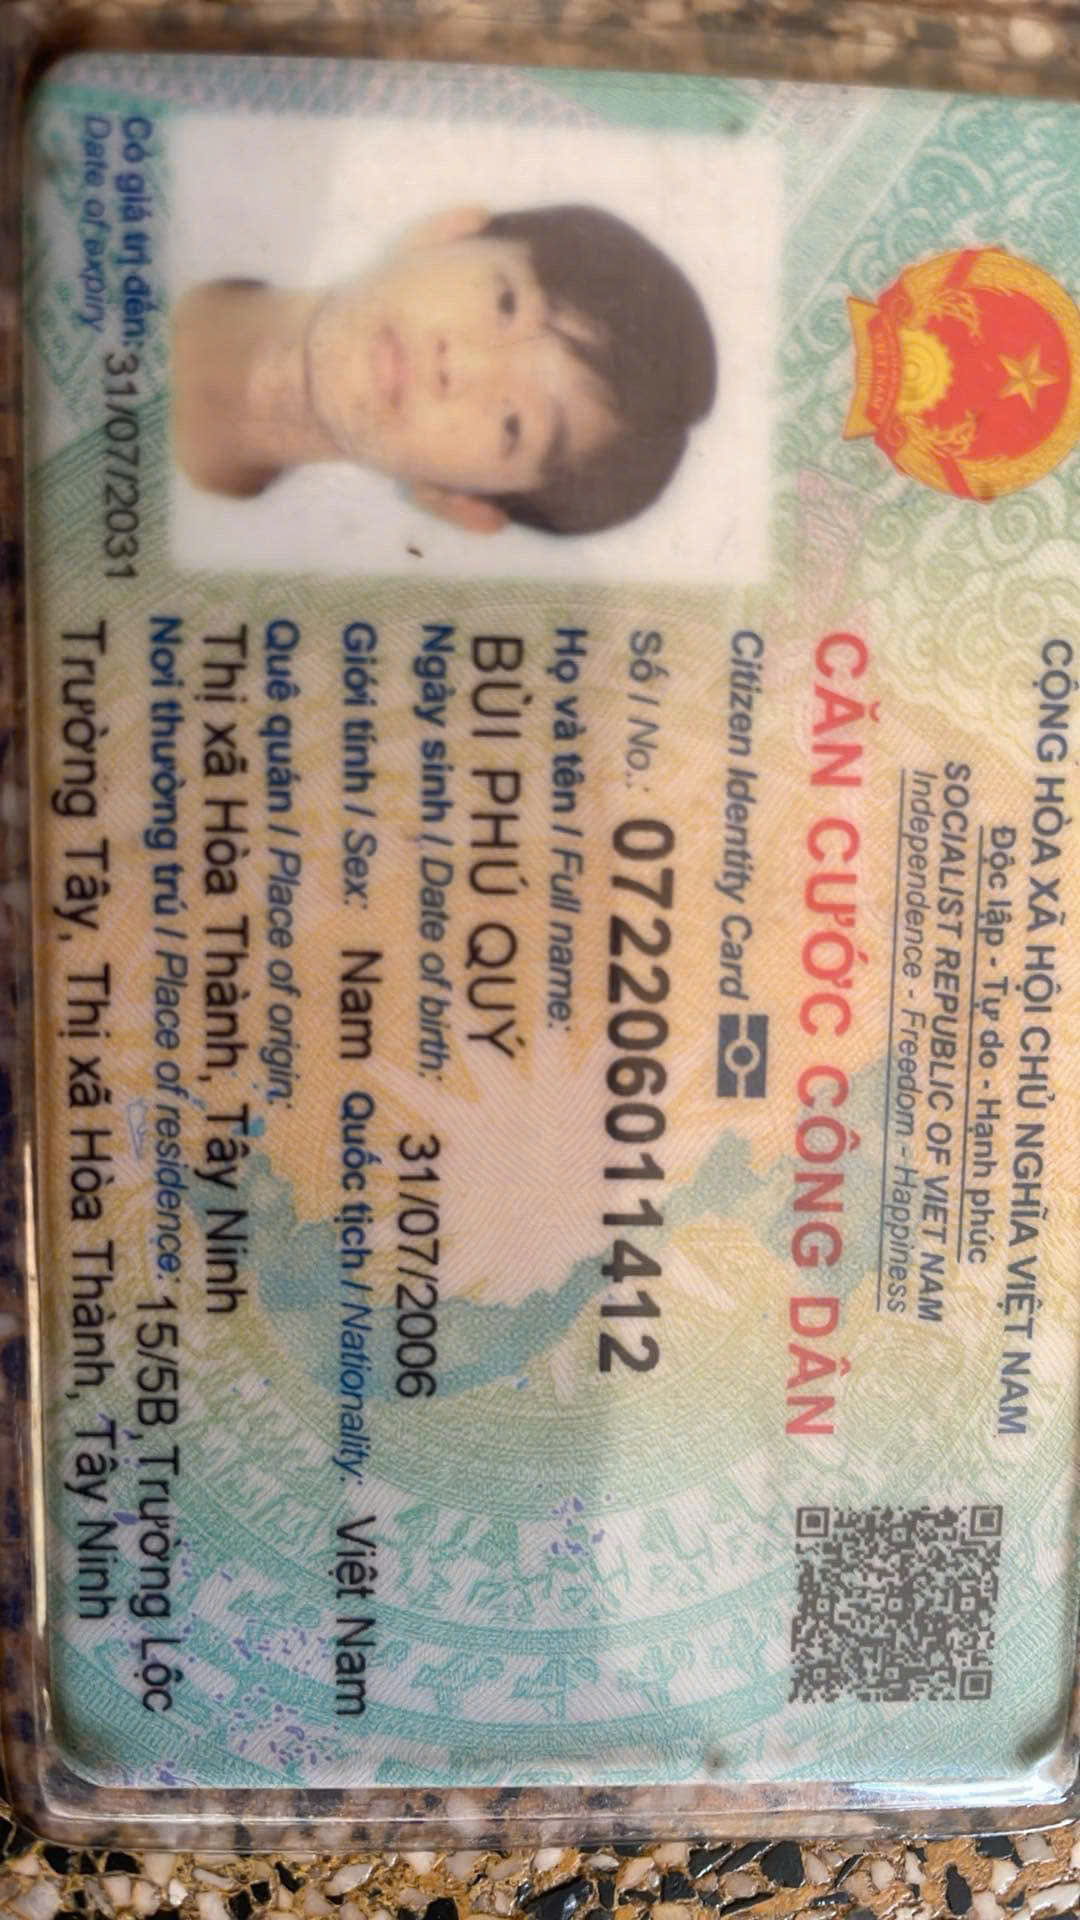 CỘNG HÒA XÃ HỘI CHỦ NGHĨA VIỆT NAM
Độc lập - Tự do - Hạnh phúc
SOCIALIST REPUBLIC OF VIET NAM
Independence - Freedom - Happiness
CĂN CƯỚC CÔNG DÂN
Citizen Identity Card
Số / No.: 072206011412
Họ và tên / Full name:
BÙI PHÚ QUÝ
Ngày sinh / Date of birth: 31/07/2006
Giới tính / Sex: Nam Quốc tịch / Nationality: Việt Nam
Quê quán / Place of origin:
Thị xã Hòa Thành, Tây Ninh
Nơi thường trú / Place of residence: 15/5B,Trường Lộc
Trường Tây, Thị xã Hòa Thành, Tây Ninh
Có giá trị đến: 31/07/2031
Date of expiry